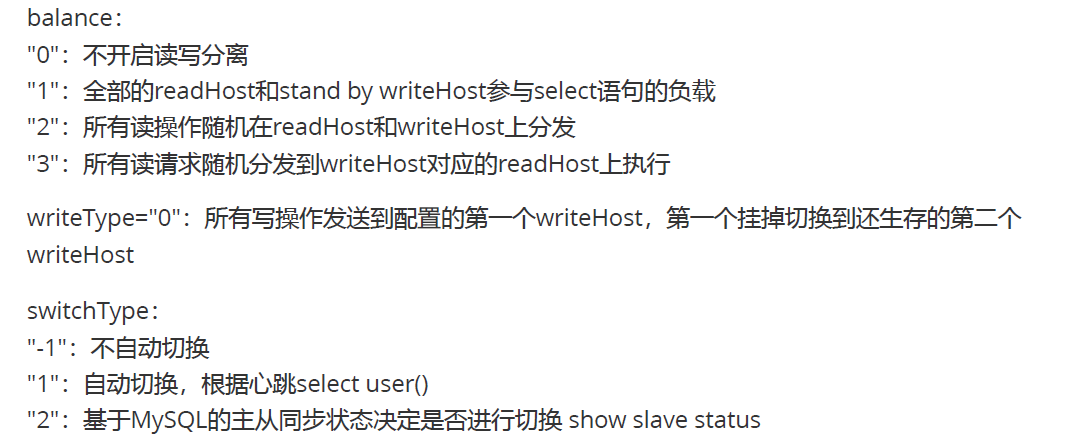 balance：
"0"：不开启读写分离
"1"：全部的readHost和stand by writeHost参与select语句的负载
"2"：所有读操作随机在readHost和writeHost上分发
"3"：所有读请求随机分发到writeHost对应的readHost上执行
writeType="0"：所有写操作发送到配置的第一个writeHost，第一个挂掉切换到还生存的第二个
writeHost
switchType：
"-1"：不自动切换
"1"：自动切换，根据心跳select user()
"2"：基于MySQL的主从同步状态决定是否进行切换 show slave status